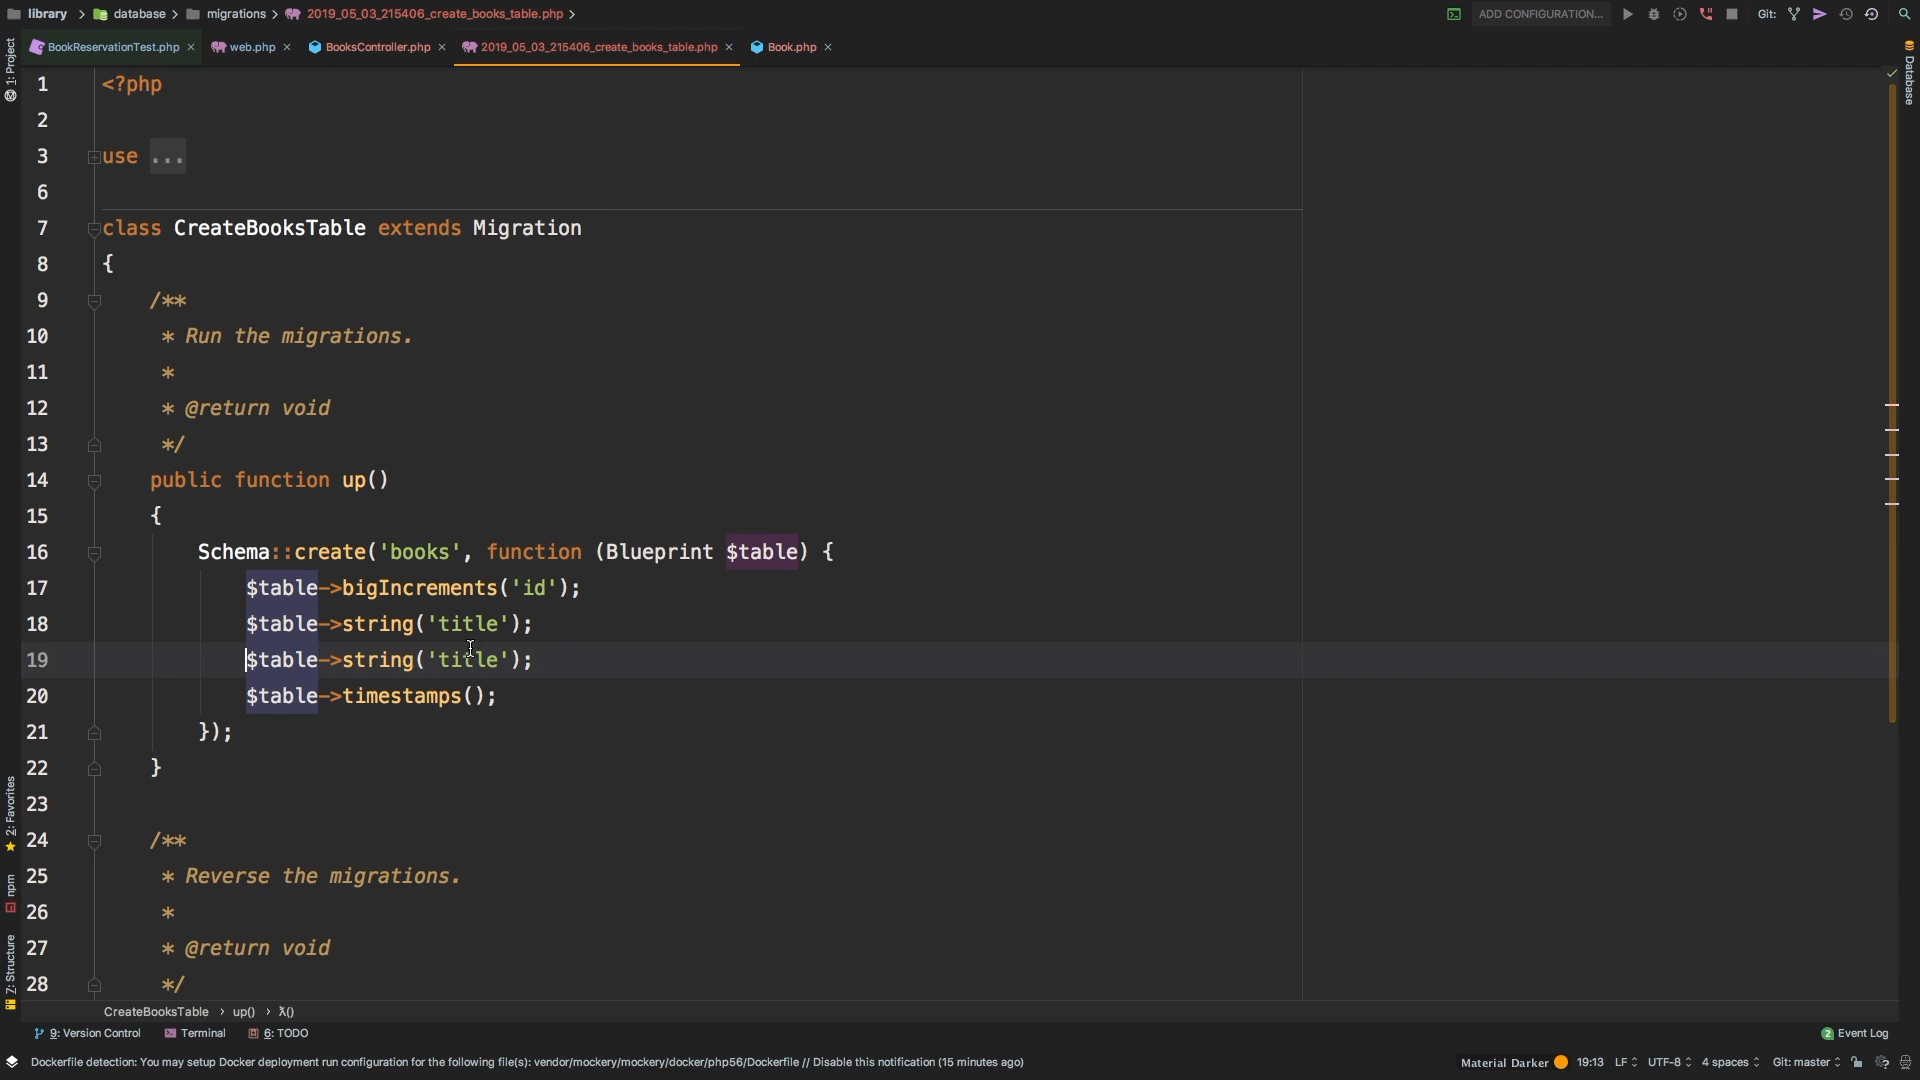 library > database > migrations > 2019_05_03_215406_create_books_table.php >
ADD CONFIGURATION... Git:
BookReservationTest.php × web.php × BooksController.php × 2019_05_03_215406_create_books_table.php × Book.php ×
1: Project
Database
1 <?php
2
3 use ...
6
7 class CreateBooksTable extends Migration
8 {
9 /**
10 * Run the migrations.
11 *
12 * @return void
13 */
14 public function up()
15 {
16 Schema::create('books', function (Blueprint $table) {
17 $table->bigIncrements('id');
18 $table->string('title');
19 $table->string('title');
20 $table->timestamps();
21 });
22 }
23
24 /**
25 * Reverse the migrations.
26 *
27 * @return void
28 */
2: Favorites
npm
7: Structure
CreateBooksTable > up() > λ()
9: Version Control Terminal 6: TODO
2 Event Log
Dockerfile detection: You may setup Docker deployment run configuration for the following file(s): vendor/mockery/mockery/docker/php56/Dockerfile // Disable this notification (15 minutes ago)
Material Darker 19:13 LF UTF-8 4 spaces Git: master